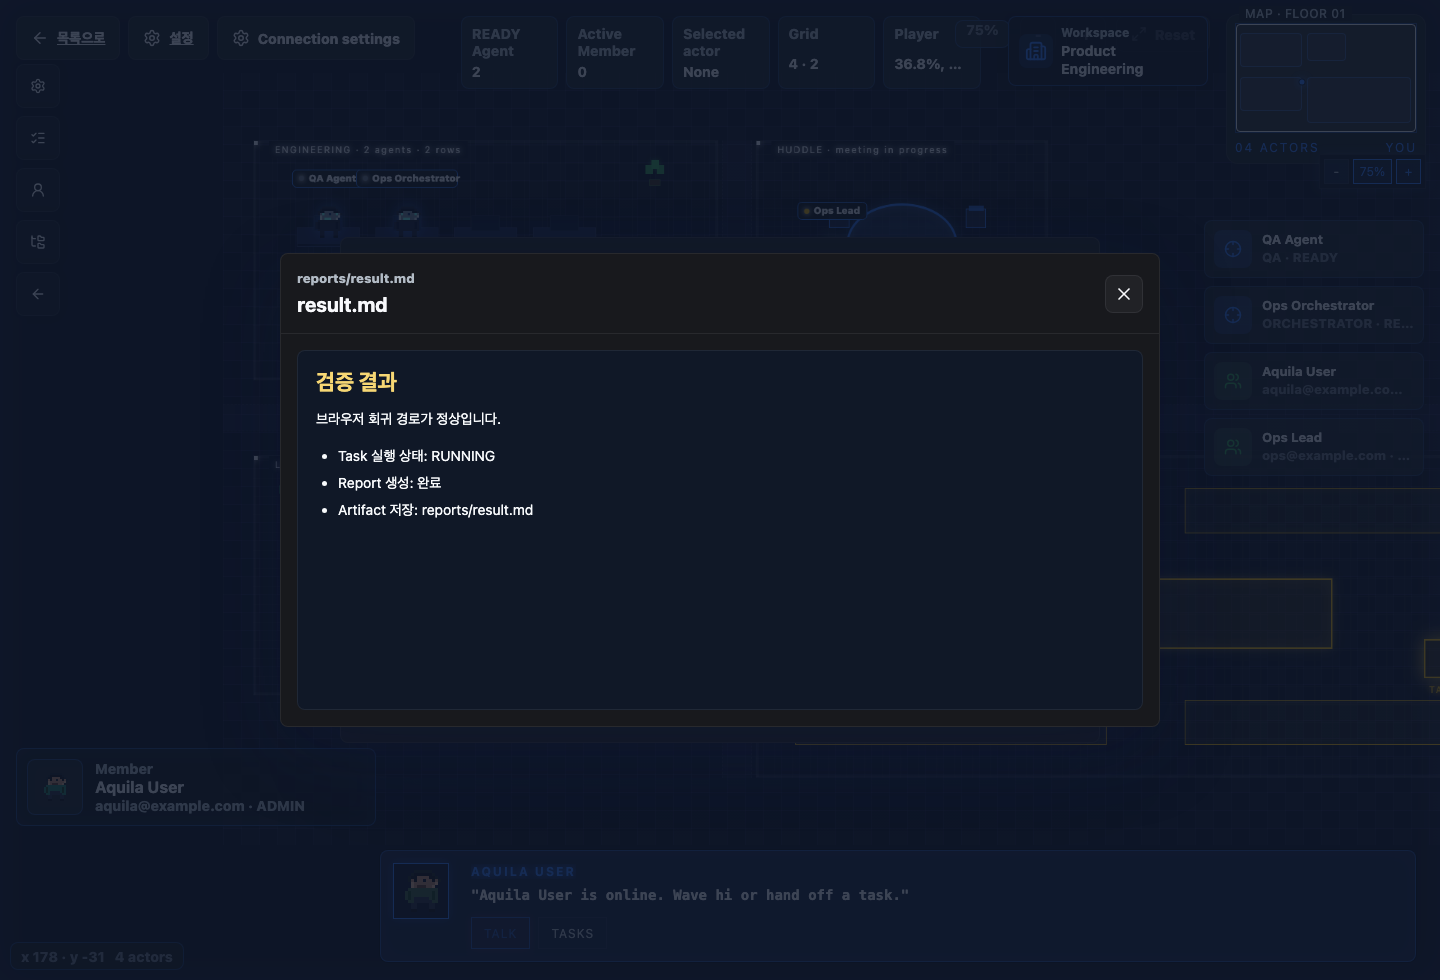 목록으로
설정
Connection settings
READY Agent
2
Active Member
0
Selected actor
None
Grid
4 · 2
Player
36.8%, ...
75%
Workspace
Reset
Product
Engineering
MAP · FLOOR 01
04 ACTORS
YOU
-
75%
+
ENGINEERING · 2 agents · 2 rows
QA Agent
Ops Orchestrator
HUDDLE · meeting in progress
Ops Lead
QA Agent
QA · READY
Ops Orchestrator
ORCHESTRATOR · RE...
Aquila User
aquila@example.co...
Ops Lead
ops@example.com · ...
reports/result.md
result.md
검증 결과
브라우저 회귀 경로가 정상입니다.
Task 실행 상태: RUNNING
Report 생성: 완료
Artifact 저장: reports/result.md
Member
Aquila User
aquila@example.com · ADMIN
AQUILA USER
"Aquila User is online. Wave hi or hand off a task."
TALK
TASKS
x 178 · y -31 4 actors